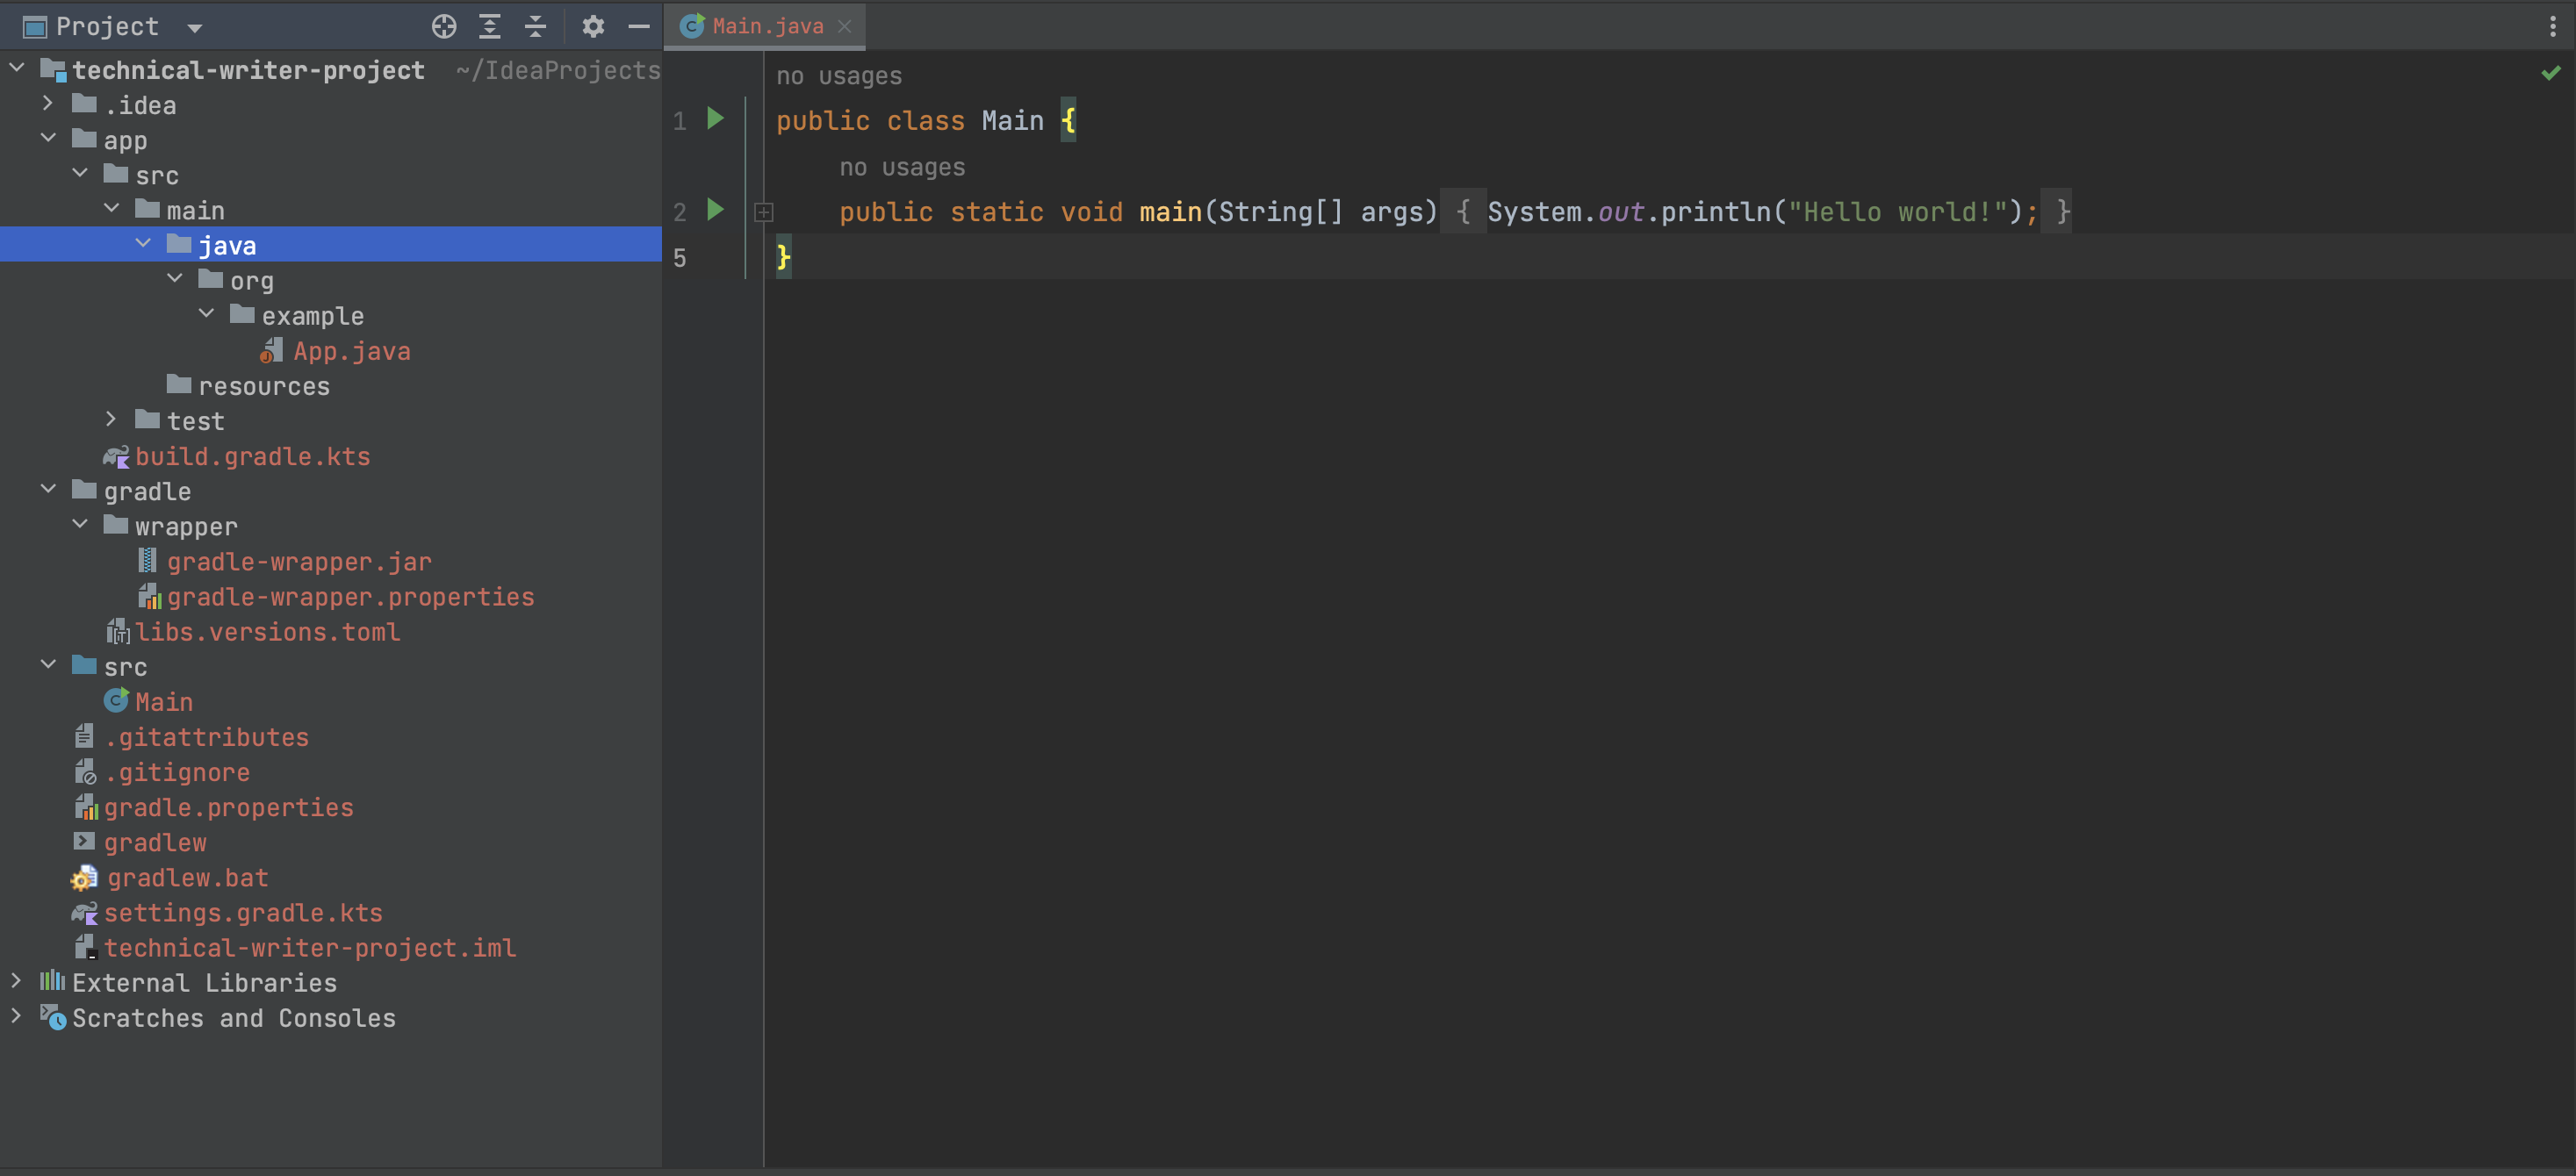 Project
technical-writer-project ~/IdeaProjects
.idea
app
src
main
java
org
example
App.java
resources
test
build.gradle.kts
gradle
wrapper
gradle-wrapper.jar
gradle-wrapper.properties
libs.versions.toml
src
Main
.gitattributes
.gitignore
gradle.properties
gradlew
gradlew.bat
settings.gradle.kts
technical-writer-project.iml
External Libraries
Scratches and Consoles
Main.java
no usages
1 public class Main {
no usages
2 public static void main(String[] args) { System.out.println("Hello world!"); }
5 }